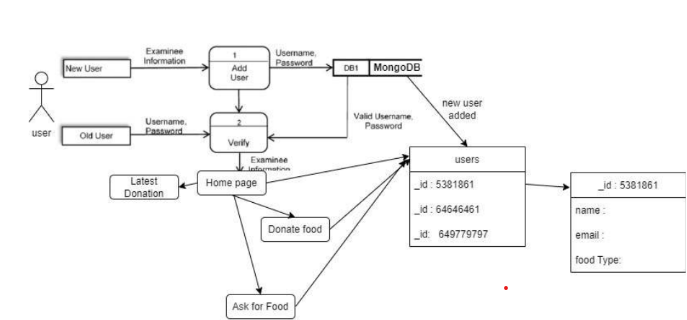 New User
Examinee
Information
1
Add
User
Username,
Password
DB1
MongoDB
new user
added
user
Old User
Username,
Password
2
Verify
Valid Username,
Password
Examinee
Information
Latest
Donation
Home page
Donate food
Ask for Food
users
_id : 5381861
_id : 64646461
_id: 649779797
_id : 5381861
name :
email :
food Type: